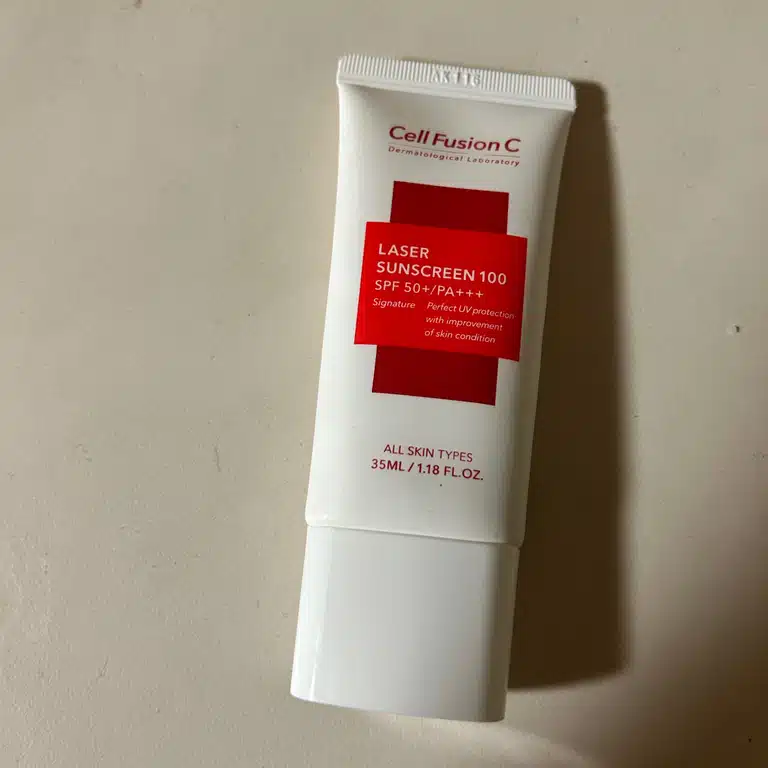 AK116
Cell Fusion C
Dermatological Laboratory
LASER
SUNSCREEN 100
SPF 50+/PA+++
Signature Perfect UV protection
with improvement
of skin condition
ALL SKIN TYPES
35ML / 1.18 FL.OZ.